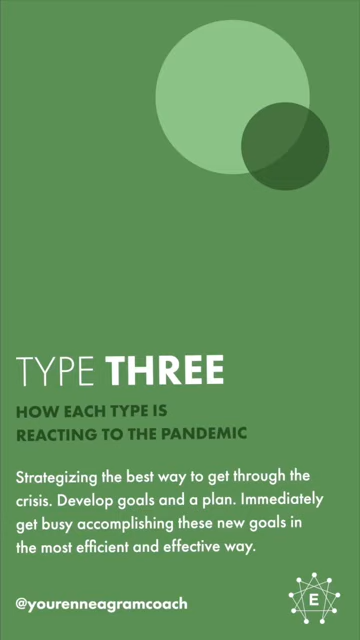 TYPE THREE
HOW EACH TYPE IS
REACTING TO THE PANDEMIC
Strategizing the best way to get through the
crisis. Develop goals and a plan. Immediately
get busy accomplishing these new goals in
the most efficient and effective way.
@yourenneagramcoach
E